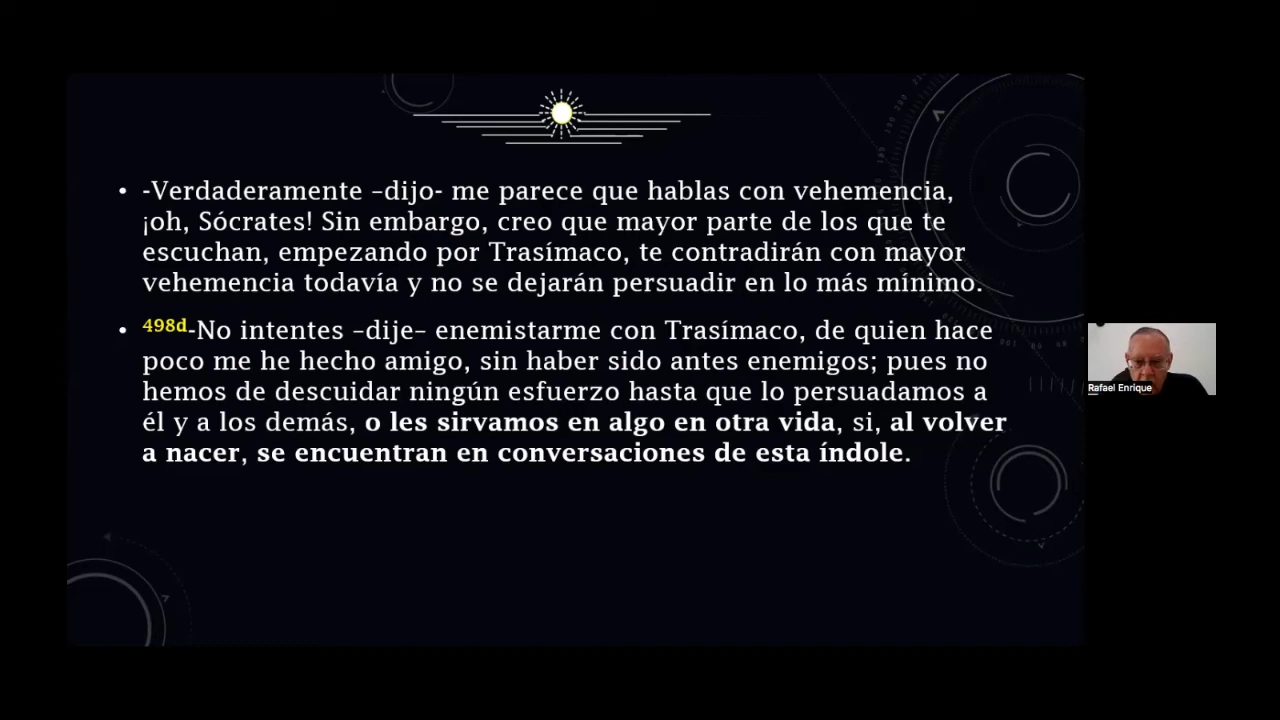 • -Verdaderamente –dijo- me parece que hablas con vehemencia,
¡oh, Sócrates! Sin embargo, creo que mayor parte de los que te
escuchan, empezando por Trasímaco, te contradirán con mayor
vehemencia todavía y no se dejarán persuadir en lo más mínimo.
• 498d-No intentes –dije– enemistarme con Trasímaco, de quien hace
poco me he hecho amigo, sin haber sido antes enemigos; pues no
hemos de descuidar ningún esfuerzo hasta que lo persuadamos a
él y a los demás, o les sirvamos en algo en otra vida, si, al volver
a nacer, se encuentran en conversaciones de esta índole.
Rafael Enrique